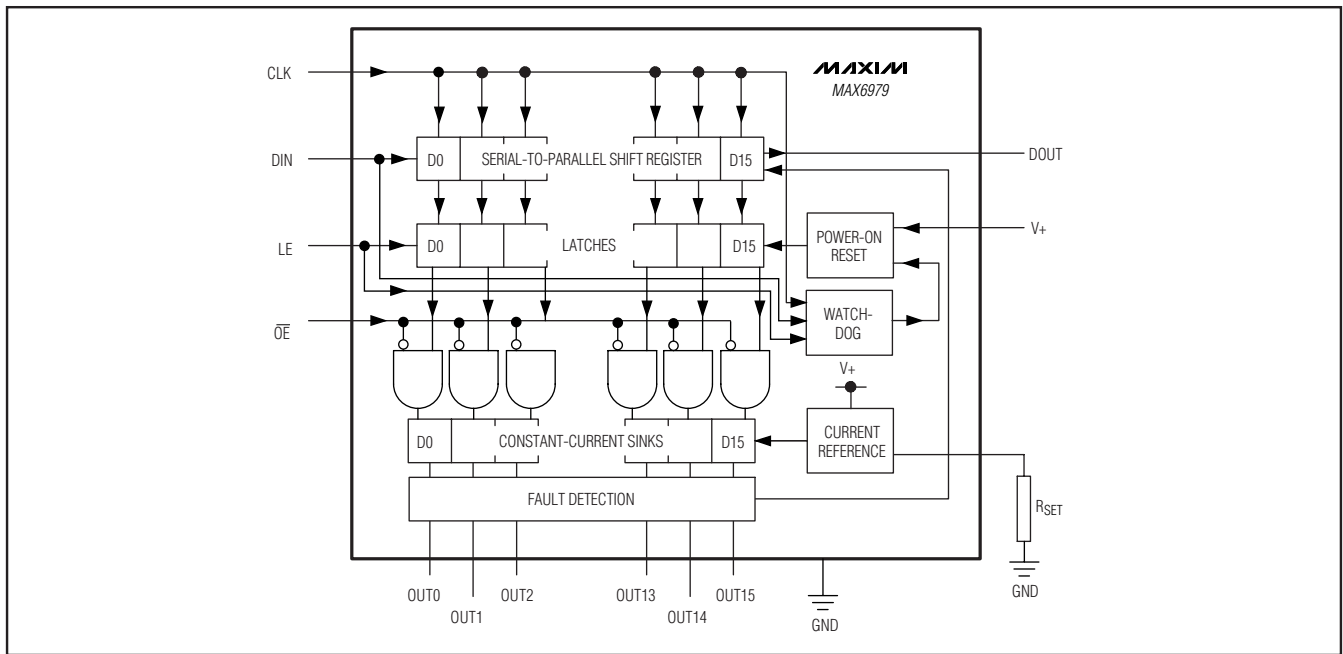 MAXIM
MAX6979
CLK
DIN
D0 SERIAL-TO-PARALLEL SHIFT REGISTER D15
DOUT
LE
D0 LATCHES D15
POWER-ON
RESET
V+
WATCH-
DOG
OE
V+
D0 CONSTANT-CURRENT SINKS D15
CURRENT
REFERENCE
FAULT DETECTION
RSET
GND
OUT0 OUT2 OUT13 OUT15
OUT1 OUT14
GND